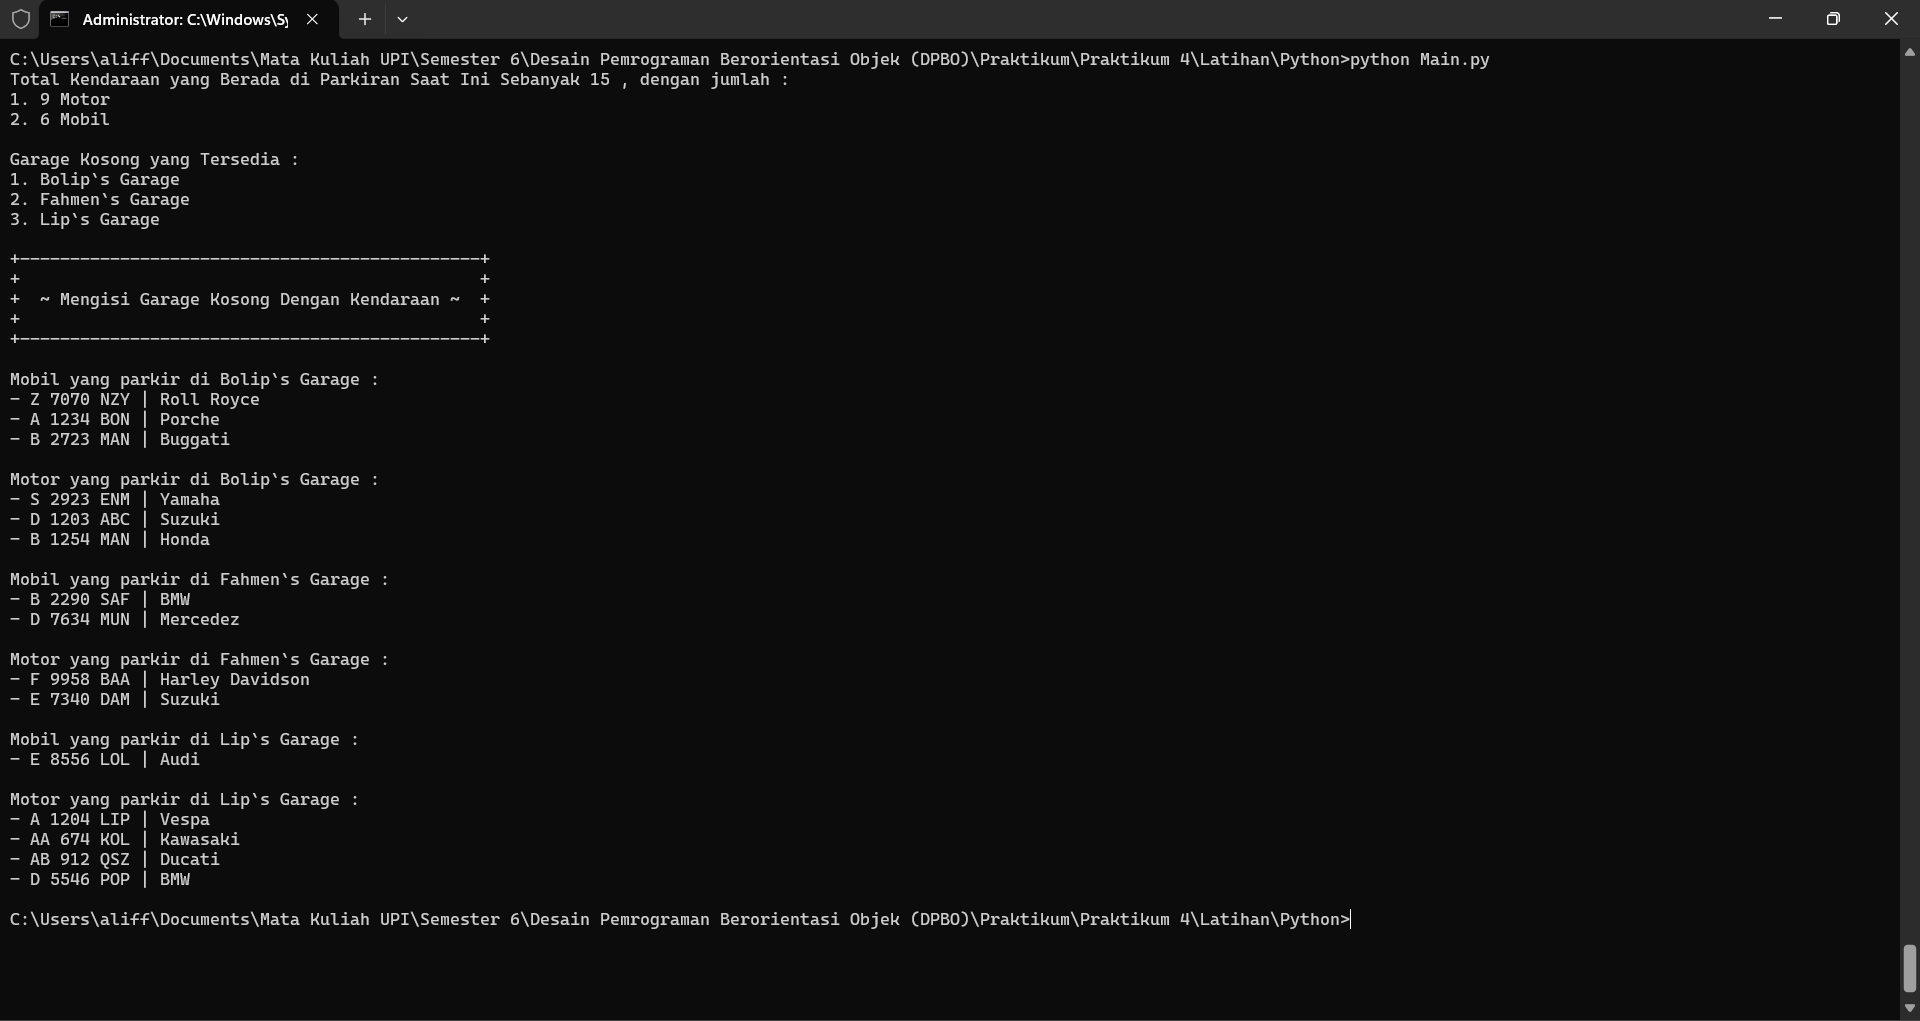 Administrator: C:\Windows\Sy
C:\Users\aliff\Documents\Mata Kuliah UPI\Semester 6\Desain Pemrograman Berorientasi Objek (DPBO)\Praktikum\Praktikum 4\Latihan\Python>python Main.py
Total Kendaraan yang Berada di Parkiran Saat Ini Sebanyak 15 , dengan jumlah :
1. 9 Motor
2. 6 Mobil
Garage Kosong yang Tersedia :
1. Bolip`s Garage
2. Fahmen`s Garage
3. Lip`s Garage
+----------------------------------------------+
+                                              +
+  ~ Mengisi Garage Kosong Dengan Kendaraan ~  +
+                                              +
+----------------------------------------------+
Mobil yang parkir di Bolip`s Garage :
- Z 7070 NZY | Roll Royce
- A 1234 BON | Porche
- B 2723 MAN | Buggati
Motor yang parkir di Bolip`s Garage :
- S 2923 ENM | Yamaha
- D 1203 ABC | Suzuki
- B 1254 MAN | Honda
Mobil yang parkir di Fahmen`s Garage :
- B 2290 SAF | BMW
- D 7634 MUN | Mercedez
Motor yang parkir di Fahmen`s Garage :
- F 9958 BAA | Harley Davidson
- E 7340 DAM | Suzuki
Mobil yang parkir di Lip`s Garage :
- E 8556 LOL | Audi
Motor yang parkir di Lip`s Garage :
- A 1204 LIP | Vespa
- AA 674 KOL | Kawasaki
- AB 912 QSZ | Ducati
- D 5546 POP | BMW
C:\Users\aliff\Documents\Mata Kuliah UPI\Semester 6\Desain Pemrograman Berorientasi Objek (DPBO)\Praktikum\Praktikum 4\Latihan\Python>